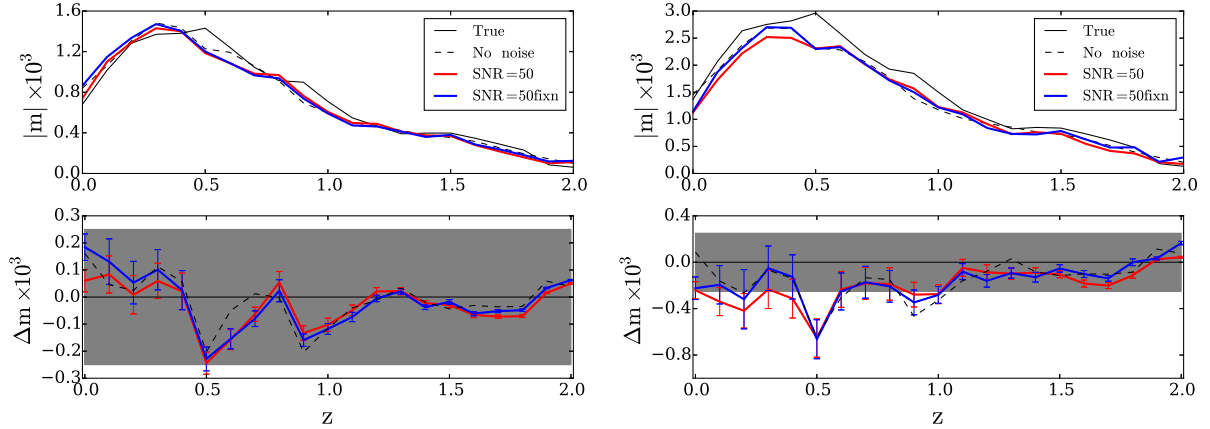 1.6
1.2
0.8
0.4
0.0
|m| ×10³
True
No noise
SNR=50
SNR=50fixn
0.0 0.5 1.0 1.5 2.0
3.0
2.5
2.0
1.5
1.0
0.5
0.0
|m| ×10³
True
No noise
SNR=50
SNR=50fixn
0.0 0.5 1.0 1.5 2.0
0.3
0.2
0.1
0.0
−0.1
−0.2
−0.3
Δm ×10³
0.0 0.5 1.0 1.5 2.0
z
0.4
0.0
−0.4
−0.8
Δm ×10³
0.0 0.5 1.0 1.5 2.0
z